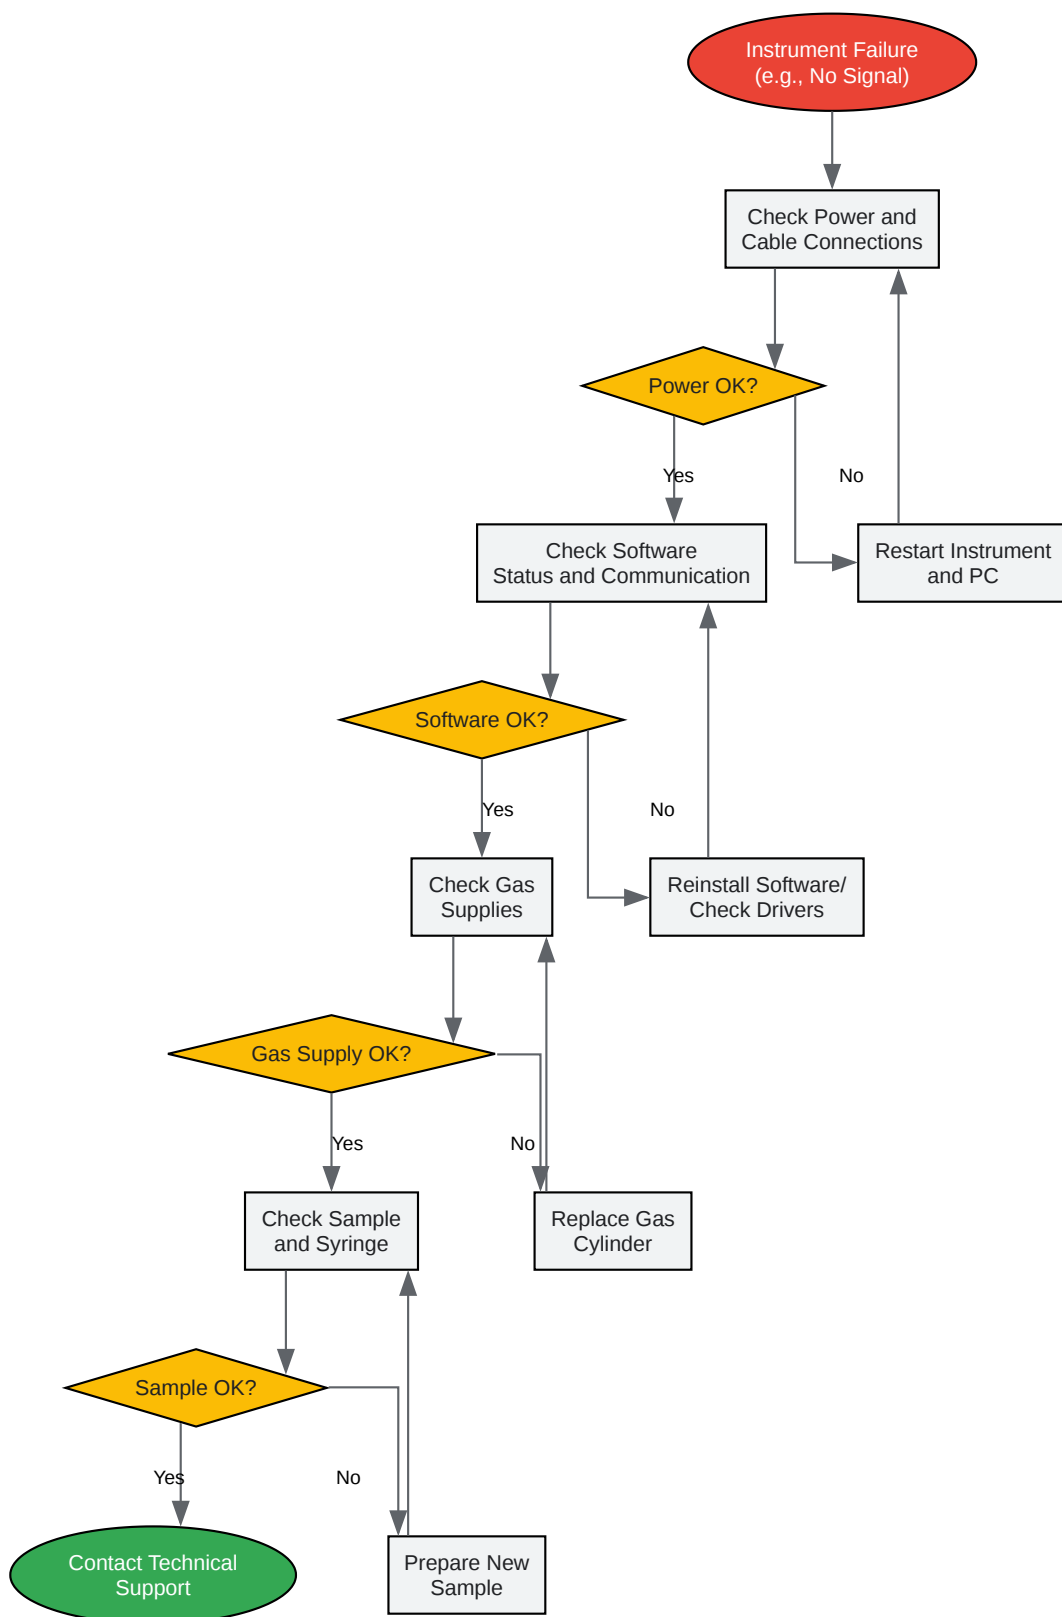 Instrument Failure
(e.g., No Signal)
Check Power and
Cable Connections
Power OK?
Yes
No
Check Software
Status and Communication
Restart Instrument
and PC
Software OK?
Yes
No
Check Gas
Supplies
Reinstall Software/
Check Drivers
Gas Supply OK?
Yes
No
Check Sample
and Syringe
Replace Gas
Cylinder
Sample OK?
Yes
No
Contact Technical
Support
Prepare New
Sample